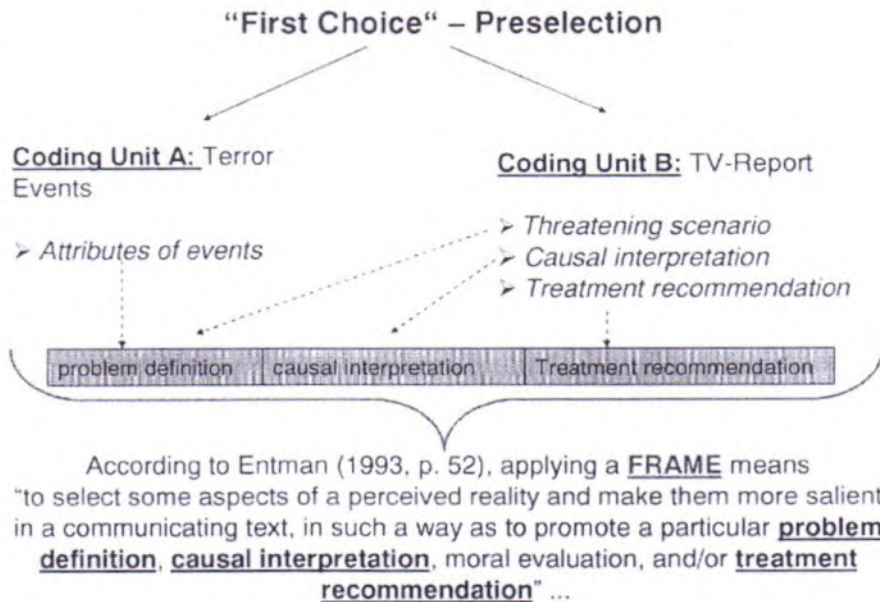 “First Choice“ – Preselection
Coding Unit A: Terror
Events
➢ Attributes of events
Coding Unit B: TV-Report
➢ Threatening scenario
➢ Causal interpretation
➢ Treatment recommendation
problem definition
causal interpretation
Treatment recommendation
According to Entman (1993, p. 52), applying a FRAME means
“to select some aspects of a perceived reality and make them more salient
in a communicating text, in such a way as to promote a particular problem
definition, causal interpretation, moral evaluation, and/or treatment
recommendation” ...